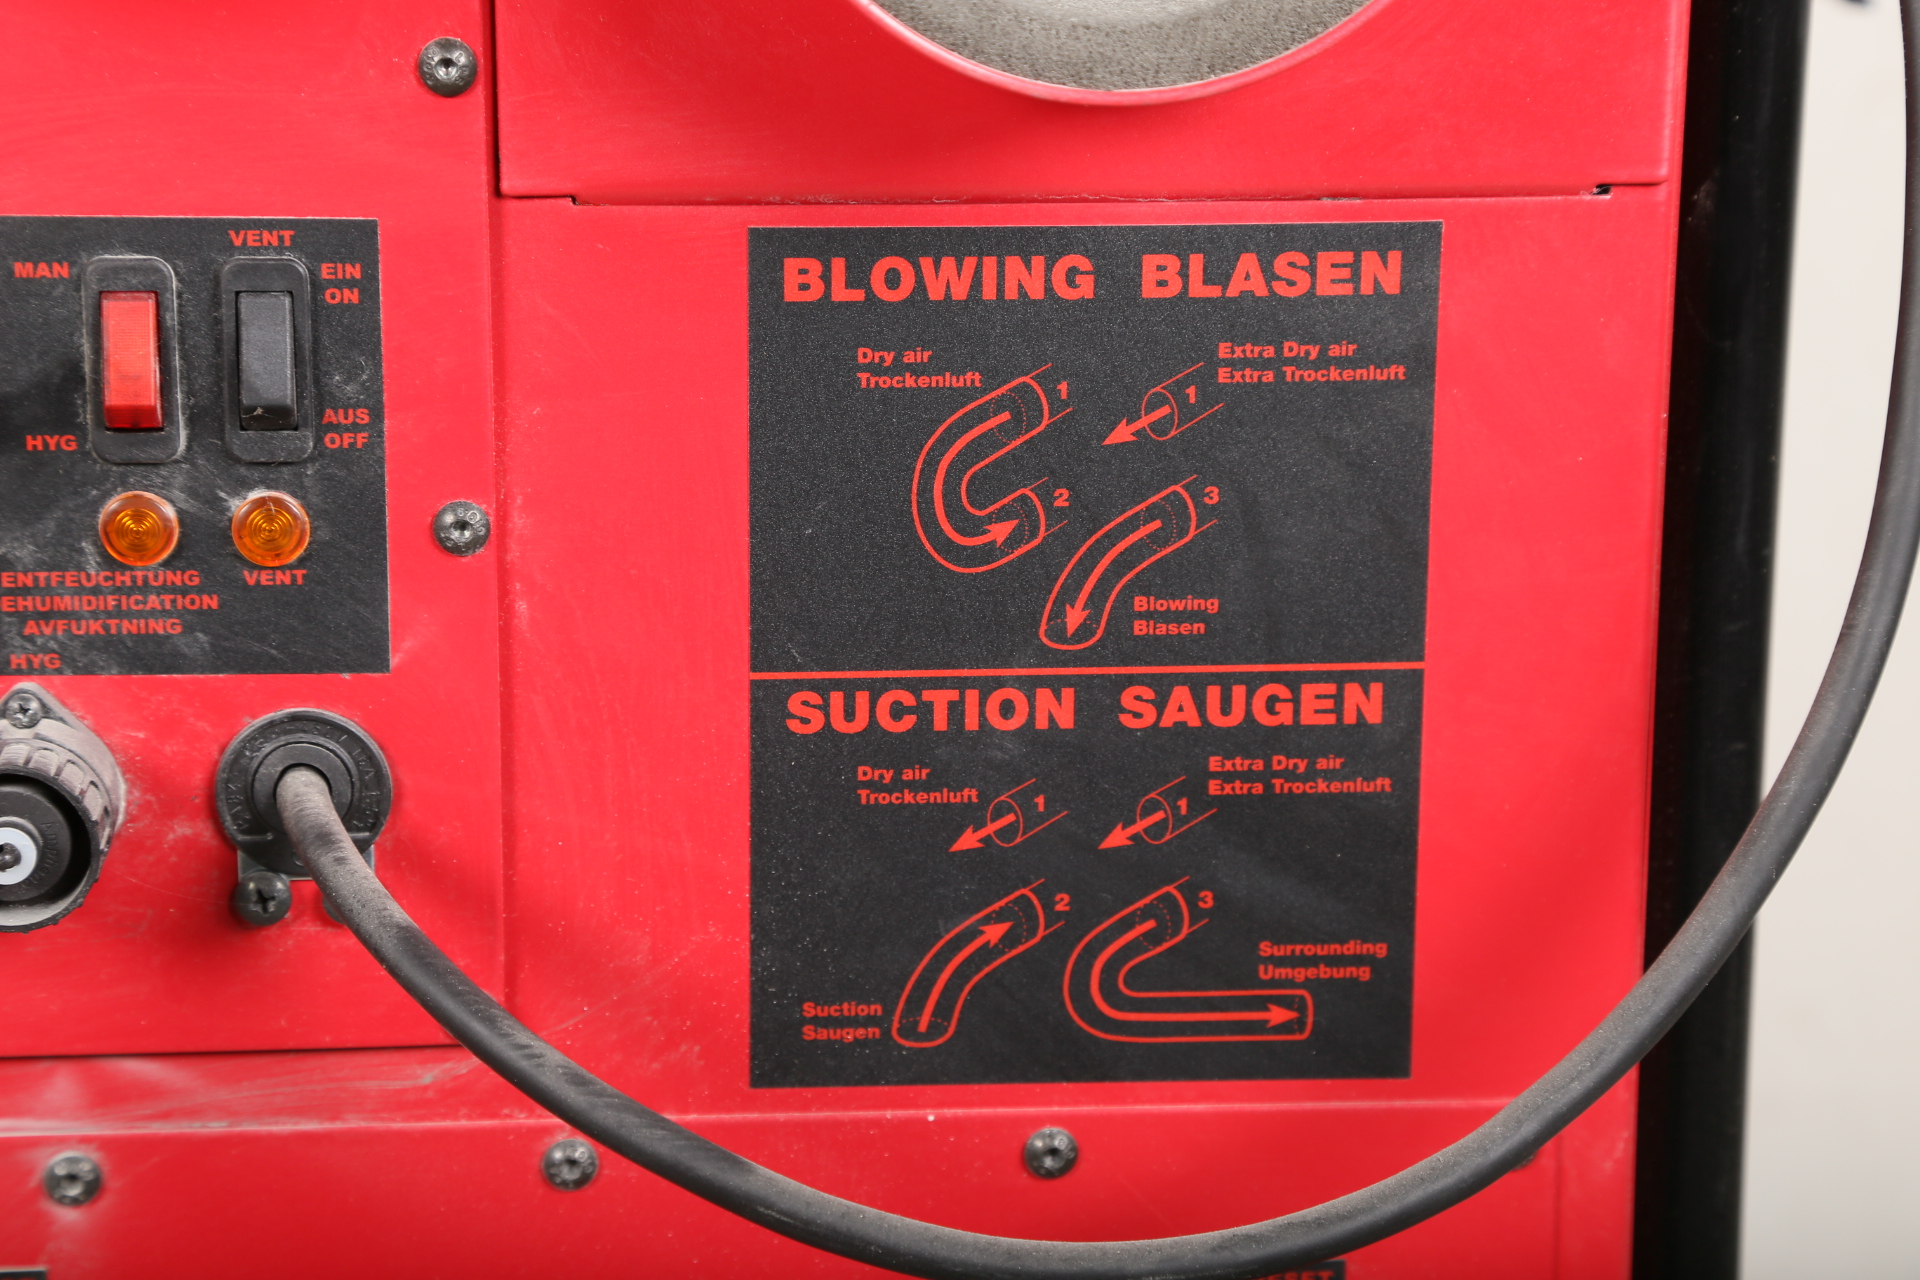 VENT
MAN
EIN
ON
HYG
AUS
OFF
ENTFEUCHTUNG
EHUMIDIFICATION
AVFUKTNING
HYG
VENT
BLOWING BLASEN
Dry air
Trockenluft
1
2
Extra Dry air
Extra Trockenluft
1
3
Blowing
Blasen
SUCTION SAUGEN
Dry air
Trockenluft
1
Extra Dry air
Extra Trockenluft
1
2
Suction
Saugen
3
Surrounding
Umgebung